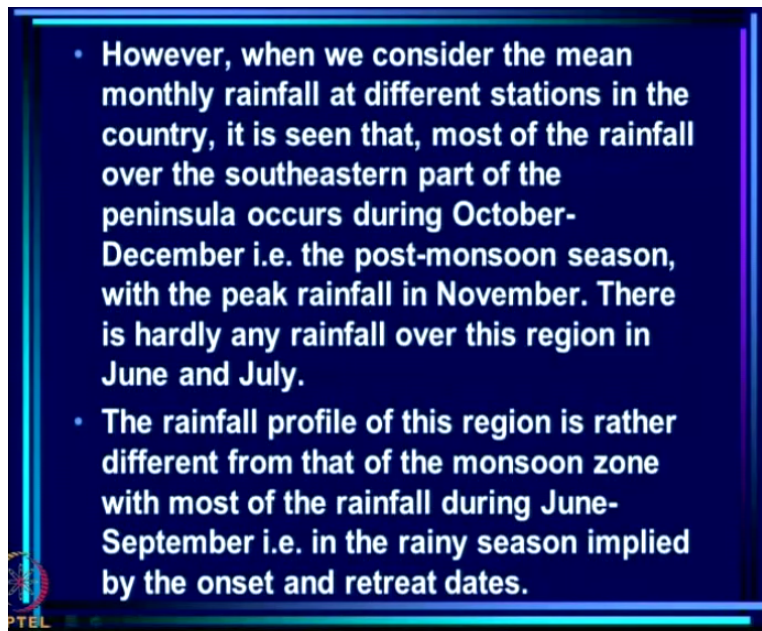 • However, when we consider the mean
monthly rainfall at different stations in the
country, it is seen that, most of the rainfall
over the southeastern part of the
peninsula occurs during October-
December i.e. the post-monsoon season,
with the peak rainfall in November. There
is hardly any rainfall over this region in
June and July.
• The rainfall profile of this region is rather
different from that of the monsoon zone
with most of the rainfall during June-
September i.e. in the rainy season implied
by the onset and retreat dates.
PTEL